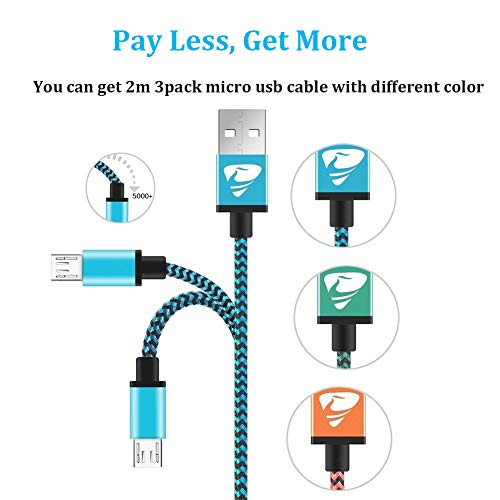 Pay Less, Get More
You can get 2m 3pack micro usb cable with different color
5000+